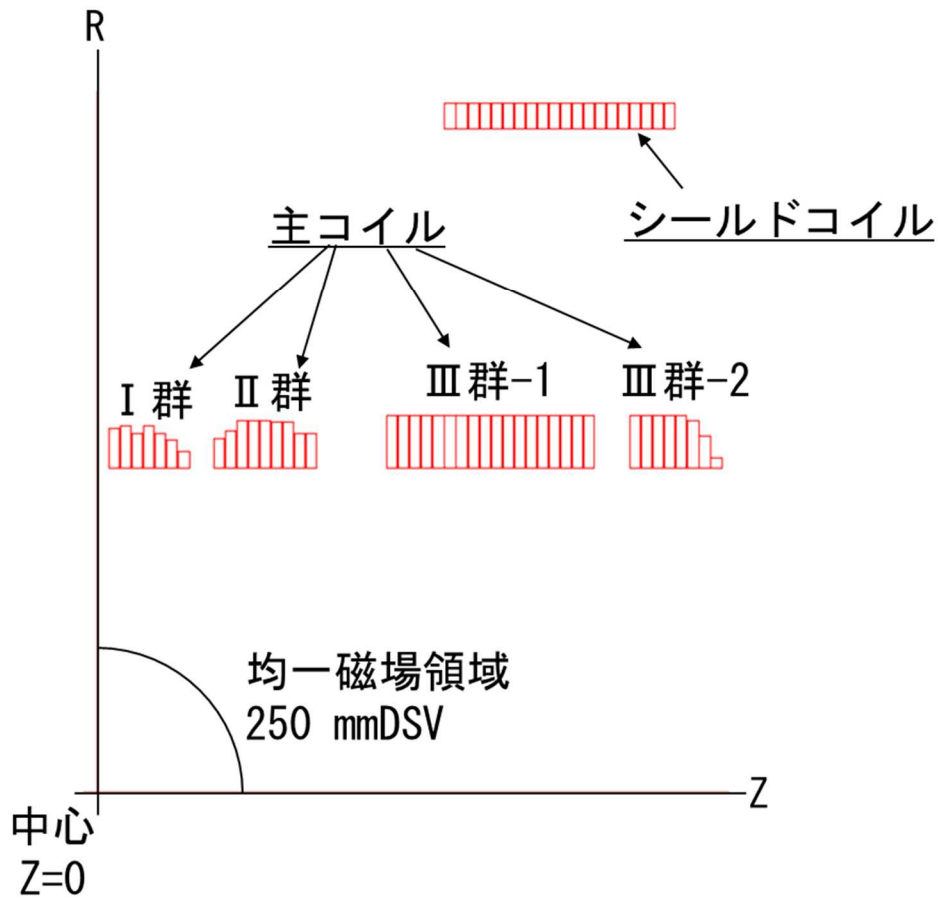 R
主コイル
シールドコイル
Ⅰ群
Ⅱ群
Ⅲ群-1
Ⅲ群-2
均一磁場領域
250 mmDSV
Z
中心
Z=0